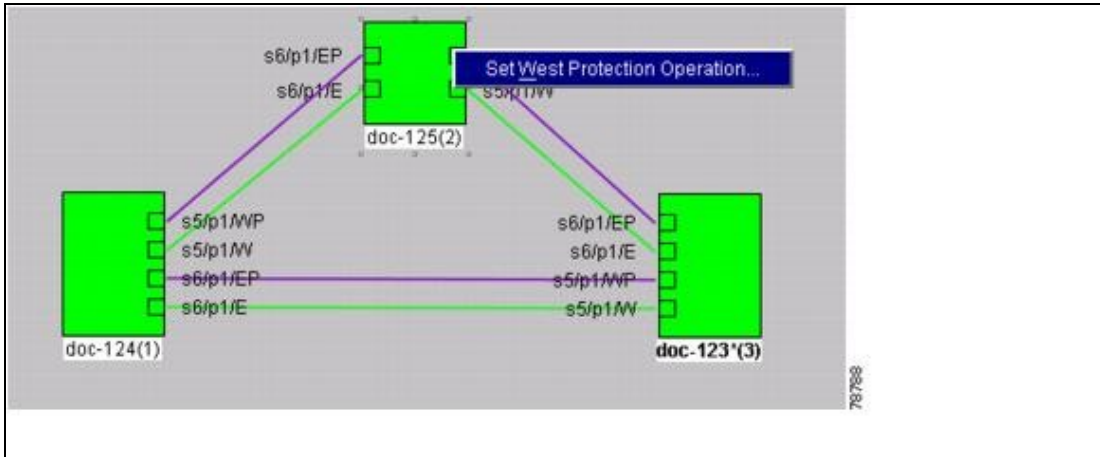 s6/p1/EP
Set West Protection Operation...
s6/p1/E
s5/p1/W
doc-125(2)
s5/p1/WP
s5/p1/W
s6/p1/EP
s6/p1/E
doc-124(1)
s6/p1/EP
s6/p1/E
s5/p1/WP
s5/p1/W
doc-123*(3)
78788